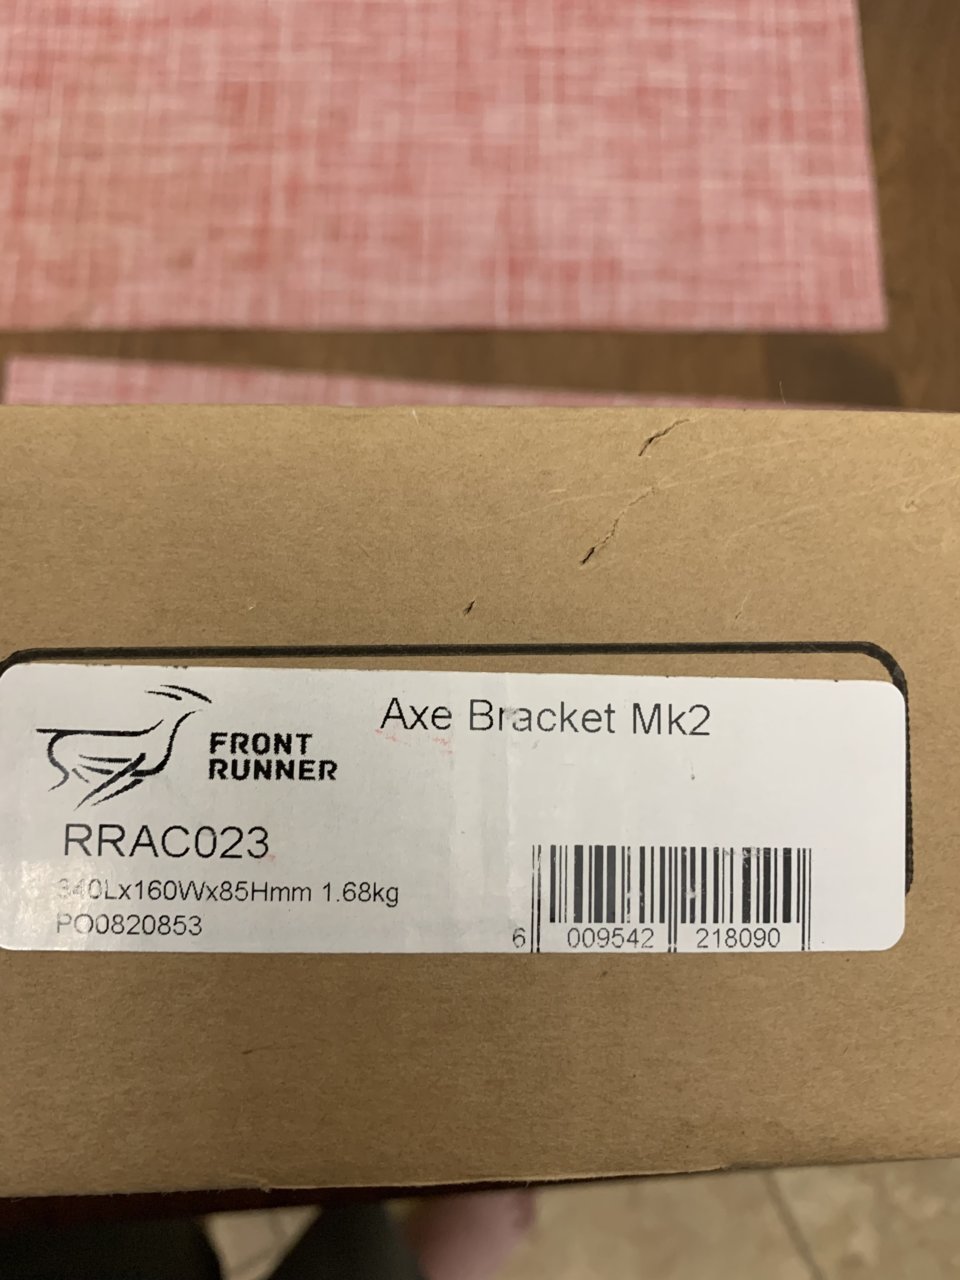 Axe Bracket Mk2
FRONT
RUNNER
RRAC023
340Lx160Wx85Hmm 1.68kg
PO0820853
6 009542 218090